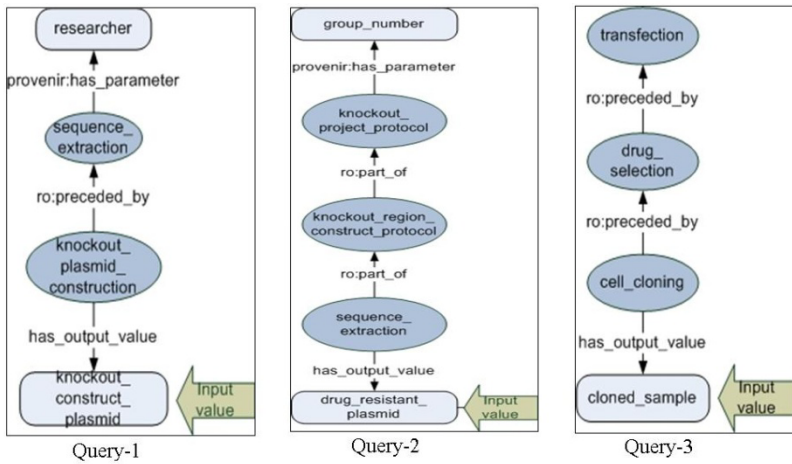 researcher
provenir:has_parameter
sequence_
extraction
ro:preceded_by
knockout_
plasmid_
construction
has_output_value
knockout_
construct_
plasmid
Input
value
Query-1
group_number
provenir:has_parameter
knockout_
project_protocol
ro:part_of
knockout_region_
construct_protocol
ro:part_of
sequence_
extraction
has_output_value
drug_resistant_
plasmid
Input
value
Query-2
transfection
ro:preceded_by
drug_
selection
ro:preceded_by
cell_cloning
has_output_value
cloned_sample
Input
value
Query-3